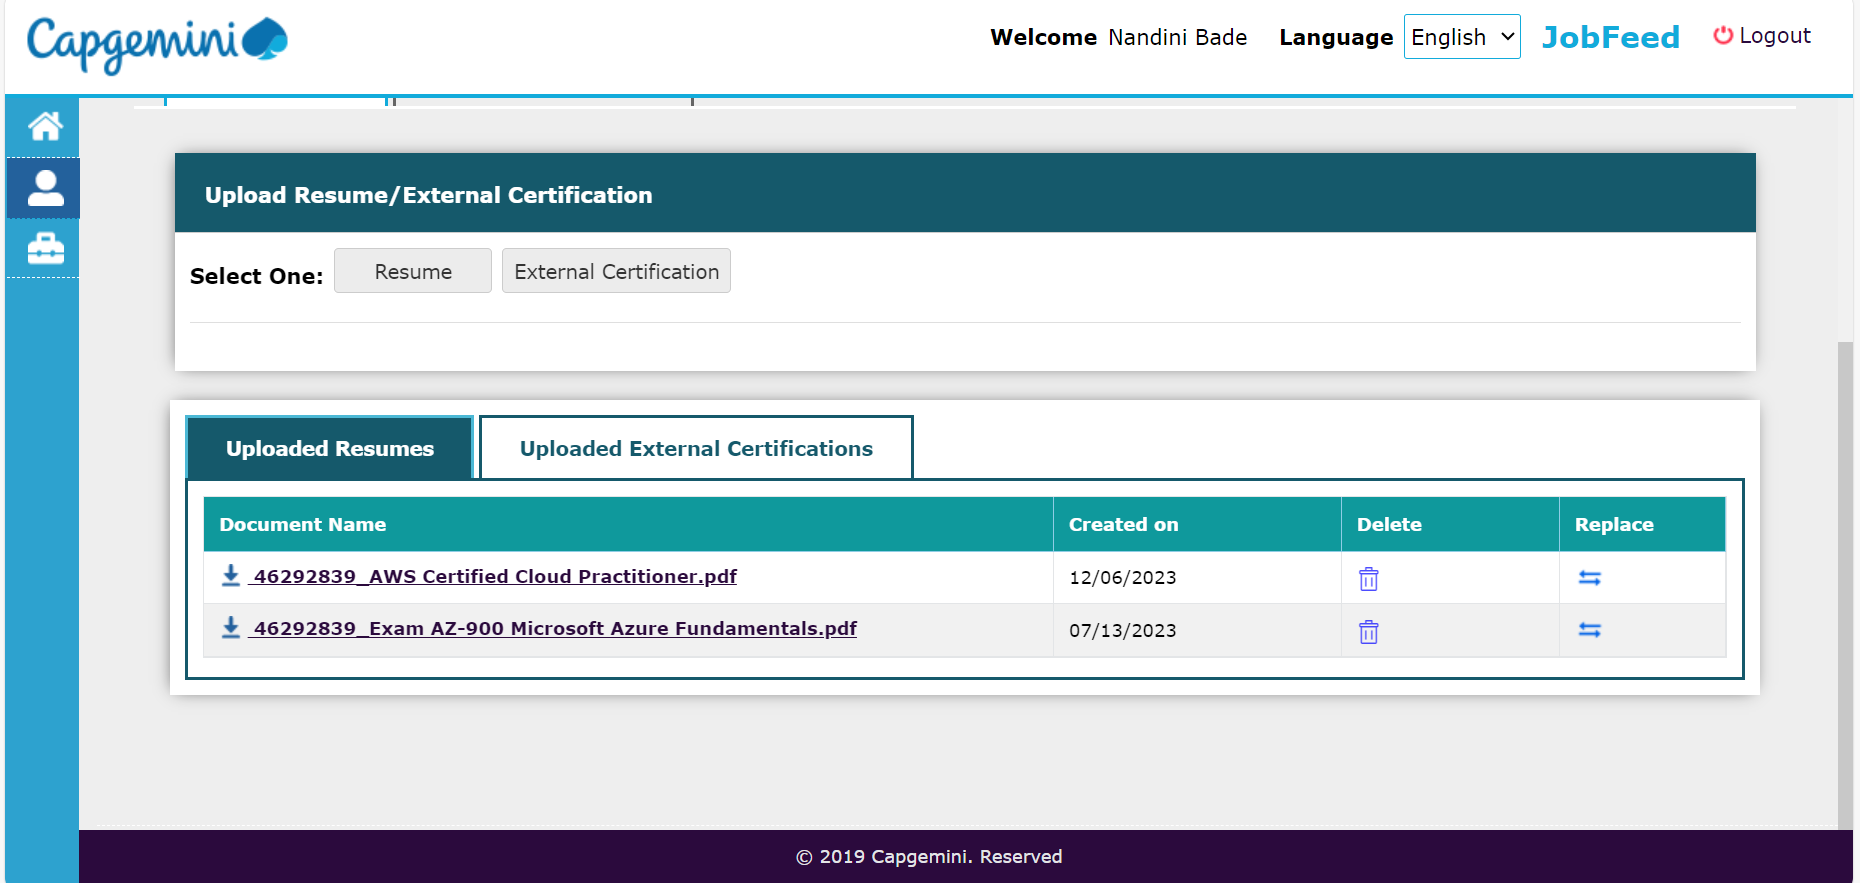 Capgemini
Welcome Nandini Bade Language English JobFeed Logout
Upload Resume/External Certification
Select One: Resume External Certification
Uploaded Resumes Uploaded External Certifications
Document Name Created on Delete Replace
46292839_AWS Certified Cloud Practitioner.pdf 12/06/2023
46292839_Exam AZ-900 Microsoft Azure Fundamentals.pdf 07/13/2023
© 2019 Capgemini. Reserved